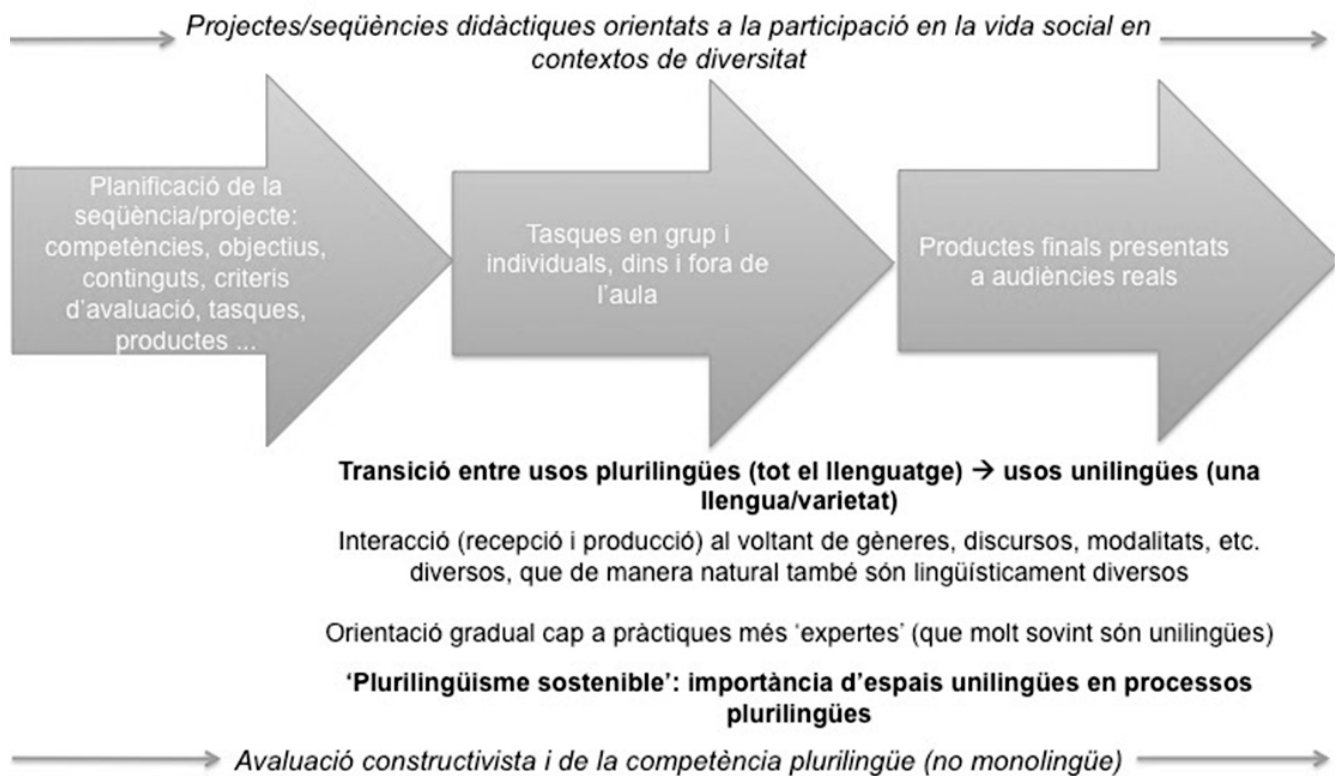 Projectes/seqüències didàctiques orientats a la participació en la vida social en
contextos de diversitat
Planificació de la
seqüència/projecte:
competències, objectius,
continguts, criteris
d'avaluació, tasques,
productes ...
Tasques en grup i
individuals, dins i fora de
l'aula
Productes finals presentats
a audiències reals
Transició entre usos plurilingües (tot el llenguatge) → usos unilingües (una
llengua/varietat)
Interacció (recepció i producció) al voltant de gèneres, discursos, modalitats, etc.
diversos, que de manera natural també són lingüísticament diversos
Orientació gradual cap a pràctiques més 'expertes' (que molt sovint són unilingües)
'Plurilingüisme sostenible': importància d'espais unilingües en processos
plurilingües
Avaluació constructivista i de la competència plurilingüe (no monolingüe)